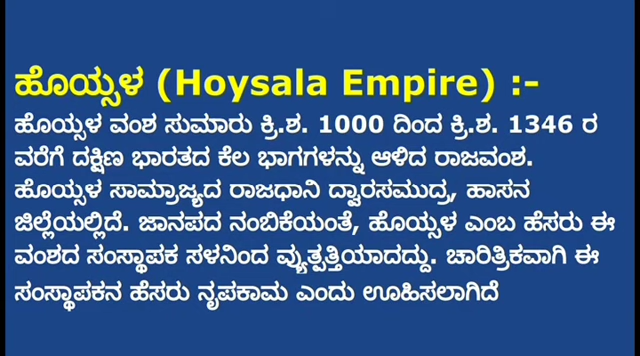 ಹೊಯ್ಸಳ (Hoysala Empire) :-
ಹೊಯ್ಸಳ ವಂಶ ಸುಮಾರು ಕ್ರಿ.ಶ. 1000 ದಿಂದ ಕ್ರಿ.ಶ. 1346 ರ
ವರೆಗೆ ದಕ್ಷಿಣ ಭಾರತದ ಕೆಲ ಭಾಗಗಳನ್ನು ಆಳಿದ ರಾಜವಂಶ.
ಹೊಯ್ಸಳ ಸಾಮ್ರಾಜ್ಯದ ರಾಜಧಾನಿ ದ್ವಾರಸಮುದ್ರ, ಹಾಸನ
ಜಿಲ್ಲೆಯಲ್ಲಿದೆ. ಜಾನಪದ ನಂಬಿಕೆಯಂತೆ, ಹೊಯ್ಸಳ ಎಂಬ ಹೆಸರು ಈ
ವಂಶದ ಸಂಸ್ಥಾಪಕ ಸಳನಿಂದ ವ್ಯುತ್ಪತ್ತಿಯಾದದ್ದು. ಚಾರಿತ್ರಿಕವಾಗಿ ಈ
ಸಂಸ್ಥಾಪಕನ ಹೆಸರು ನೃಪಕಾಮ ಎಂದು ಊಹಿಸಲಾಗಿದೆ